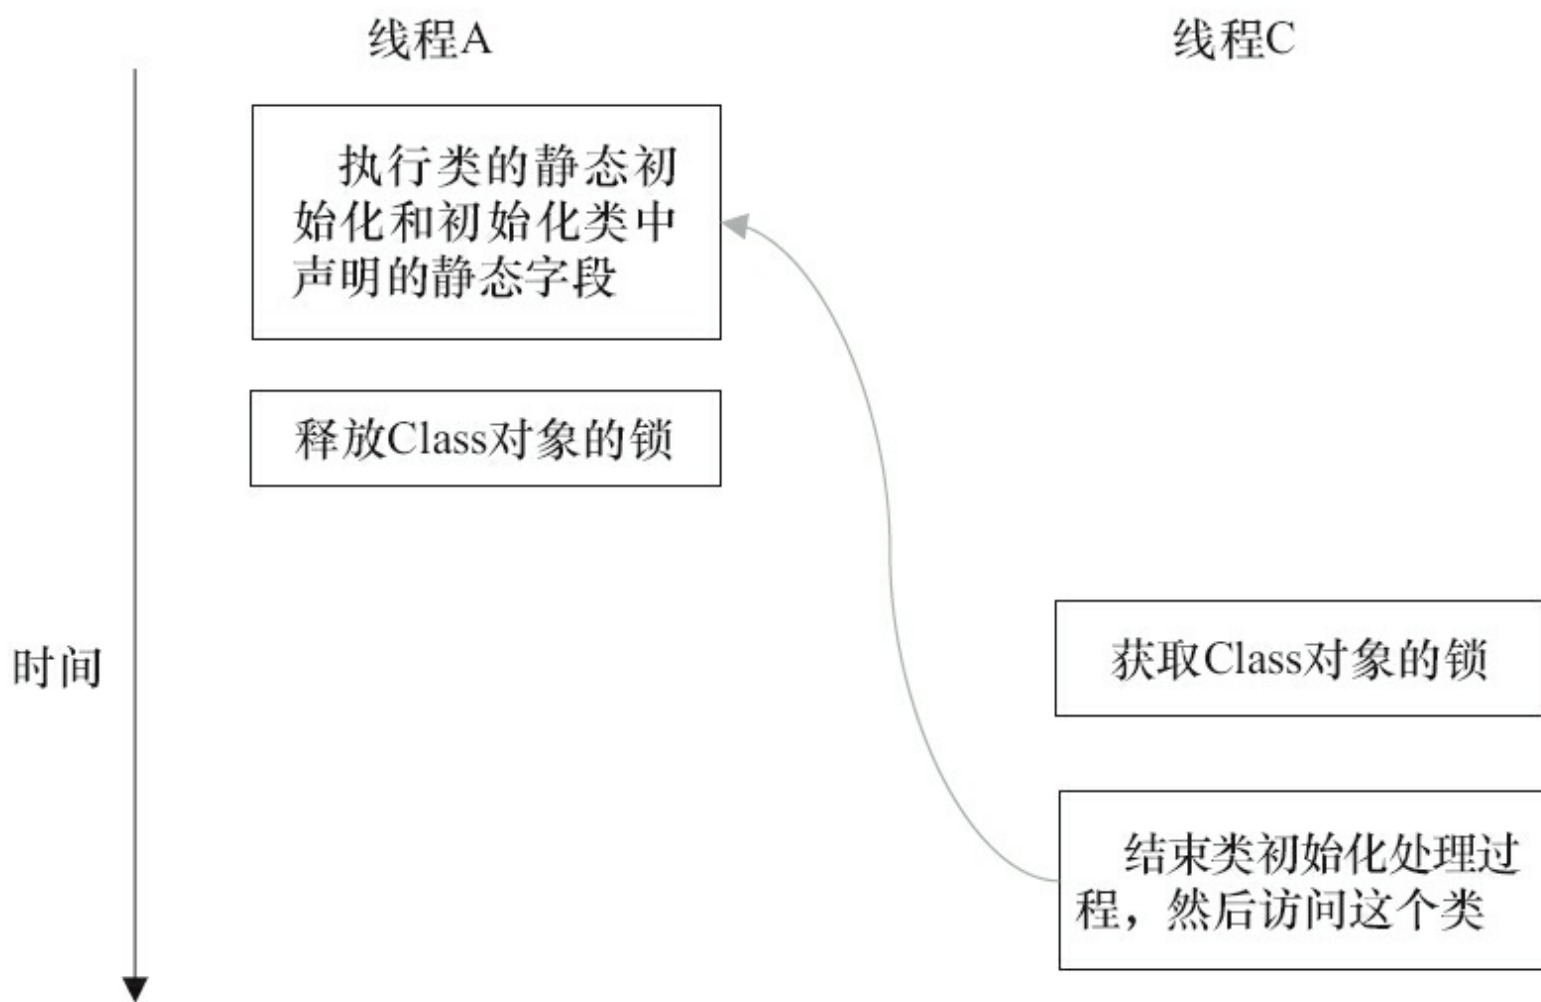 线程A
线程C
执行类的静态初
始化和初始化类中
声明的静态字段
释放Class对象的锁
时间
获取Class对象的锁
结束类初始化处理过
程，然后访问这个类